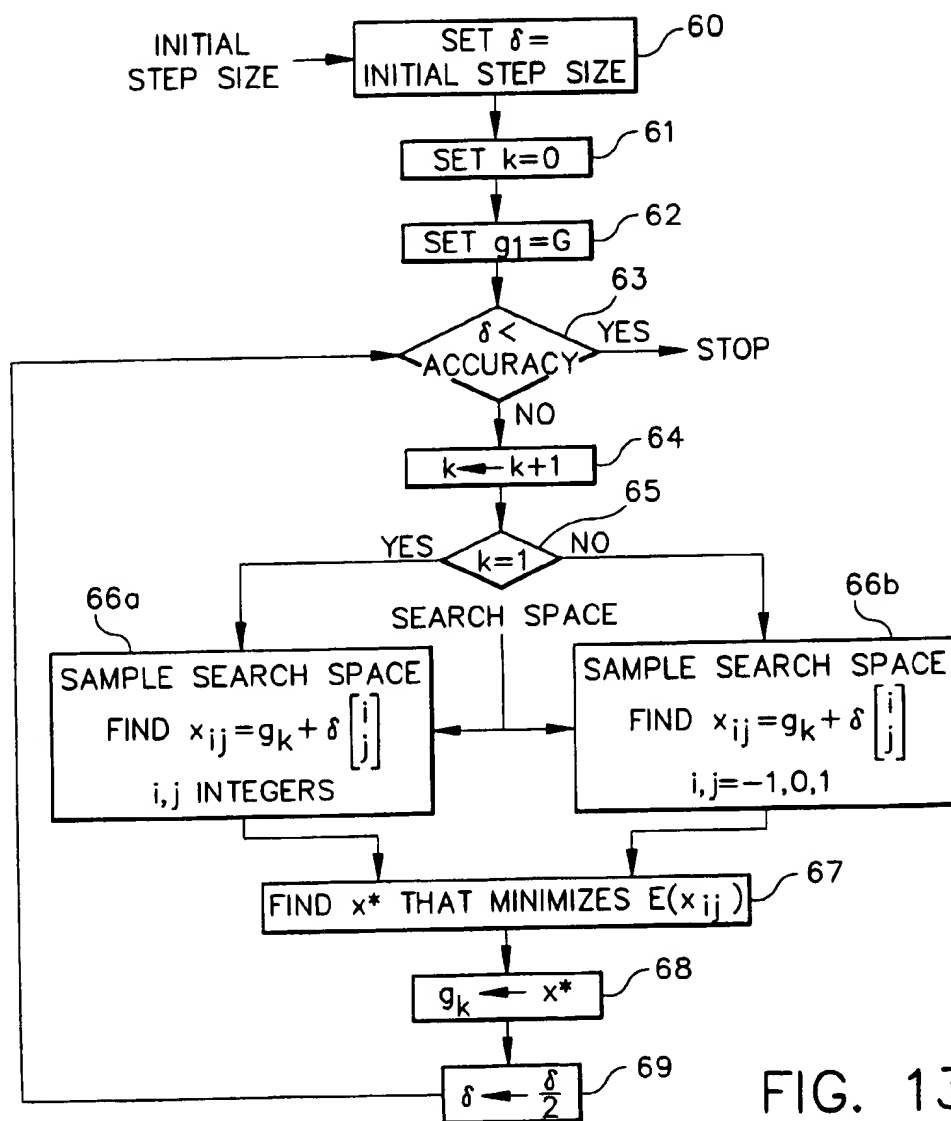 INITIAL
STEP SIZE
SET δ=
INITIAL STEP SIZE
60
SET k=0
61
SET g1=G
62
δ<
ACCURACY
63
YES
STOP
NO
k ← k+1
64
k=1
65
YES
NO
SEARCH SPACE
66a
SAMPLE SEARCH SPACE
FIND xij=gk+δ[i j]
i,j INTEGERS
66b
SAMPLE SEARCH SPACE
FIND xij=gk+δ[i j]
i,j=-1,0,1
FIND x* THAT MINIMIZES E(xij)
67
gk ← x*
68
δ ← δ/2
69
FIG. 13